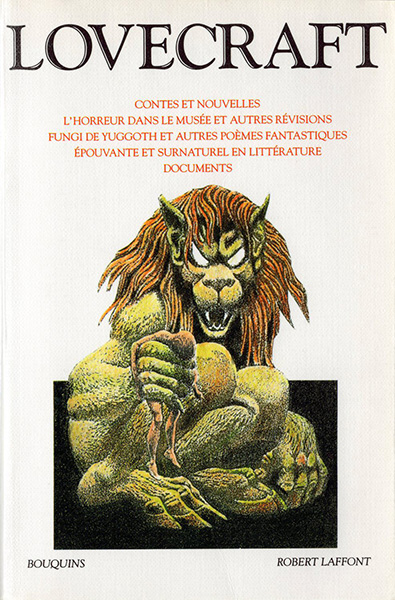 LOVECRAFT
CONTES ET NOUVELLES
L'HORREUR DANS LE MUSÉE ET AUTRES RÉVISIONS
FUNGI DE YUGGOTH ET AUTRES POÈMES FANTASTIQUES
ÉPOUVANTE ET SURNATUREL EN LITTÉRATURE
DOCUMENTS
BOUQUINS
ROBERT LAFFONT